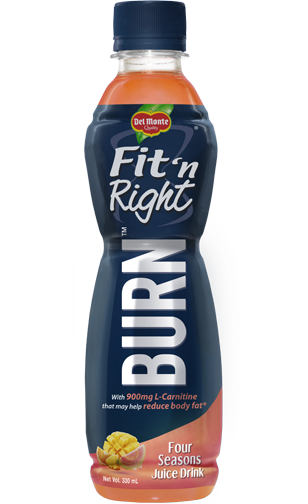 Del Monte
Quality
Fit 'n
Right
BURN™
With 900mg L-Carnitine
that may help reduce body fat*
Four
Seasons
Juice Drink
Net Vol. 330 mL